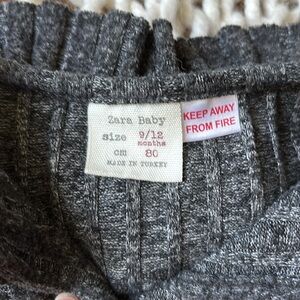 Zara Baby
size 9/12
months
cm 80
MADE IN TURKEY
KEEP AWAY
FROM FIRE